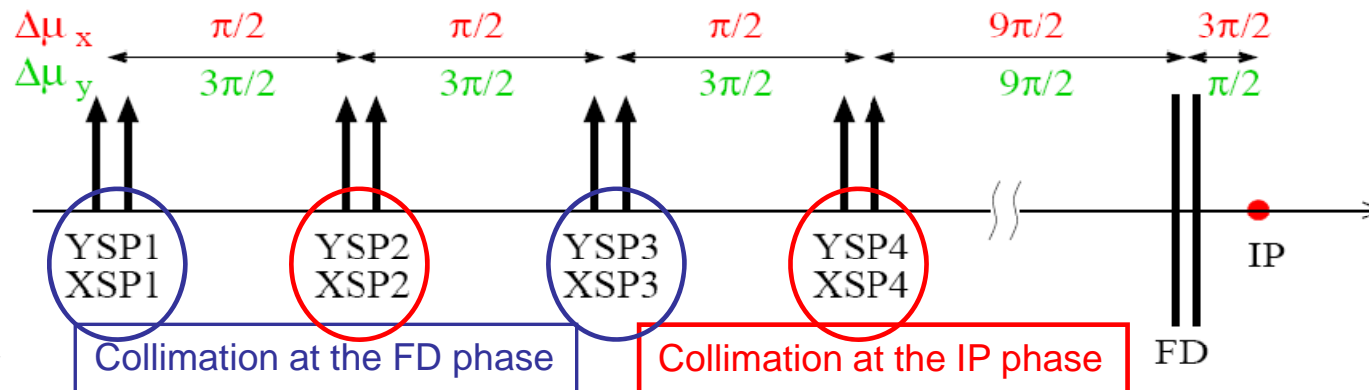 Δμ x π/2 π/2 π/2 9π/2 3π/2
Δμ y 3π/2 3π/2 3π/2 9π/2 π/2
YSP1 YSP2 YSP3 YSP4 IP
XSP1 XSP2 XSP3 XSP4
Collimation at the FD phase Collimation at the IP phase FD